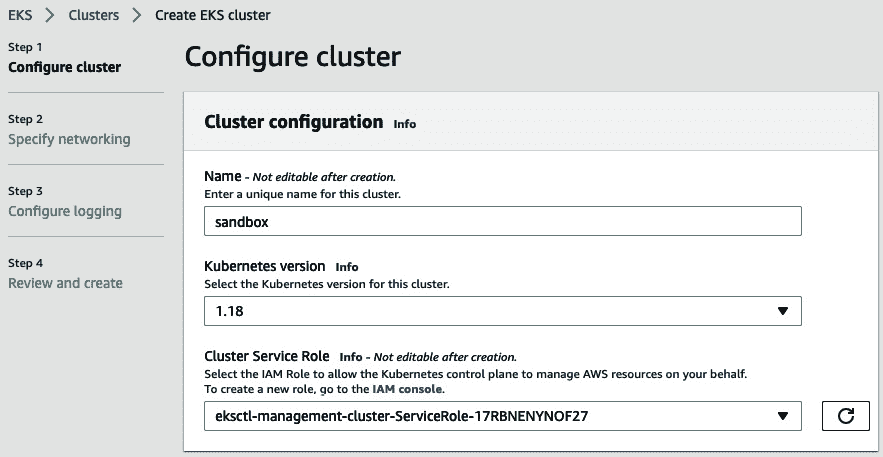 EKS > Clusters > Create EKS cluster
Step 1
Configure cluster
Step 2
Specify networking
Step 3
Configure logging
Step 4
Review and create
Configure cluster
Cluster configuration Info
Name - Not editable after creation.
Enter a unique name for this cluster.
sandbox
Kubernetes version Info
Select the Kubernetes version for this cluster.
1.18
Cluster Service Role Info - Not editable after creation.
Select the IAM Role to allow the Kubernetes control plane to manage AWS resources on your behalf.
To create a new role, go to the IAM console.
eksctl-management-cluster-ServiceRole-17RBNENYNOF27